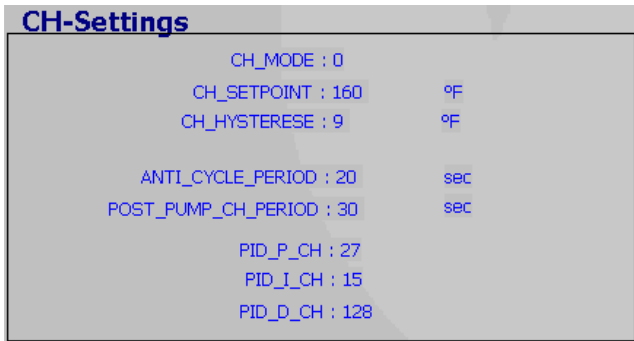 CH-Settings
CH_MODE : 0
CH_SETPOINT : 160 ºF
CH_HYSTERESE : 9 ºF
ANTI_CYCLE_PERIOD : 20 sec
POST_PUMP_CH_PERIOD : 30 sec
PID_P_CH : 27
PID_I_CH : 15
PID_D_CH : 128